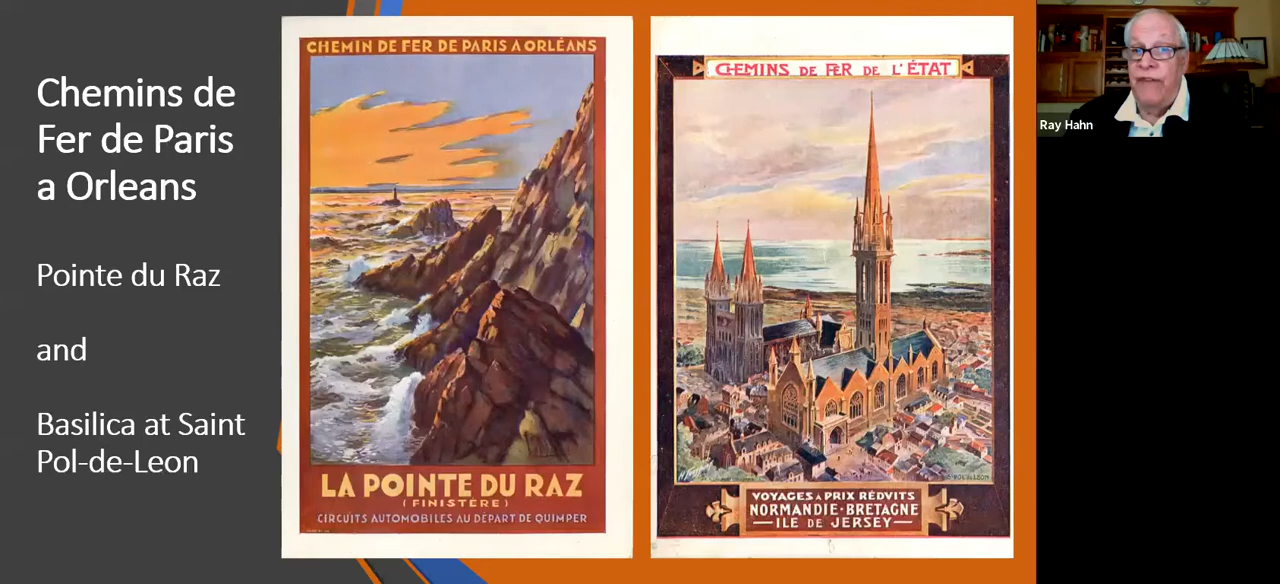 Chemins de
Fer de Paris
a Orleans
Pointe du Raz
and
Basilica at Saint
Pol-de-Leon
CHEMIN DE FER DE PARIS A ORLÉANS
LA POINTE DU RAZ
(FINISTÈRE)
CIRCUITS AUTOMOBILES AU DÉPART DE QUIMPER
CHEMINS DE FER DE L'ÉTAT
VOYAGES A PRIX RÉDVITS
NORMANDIE·BRETAGNE
—ILE DE JERSEY—
Ray Hahn